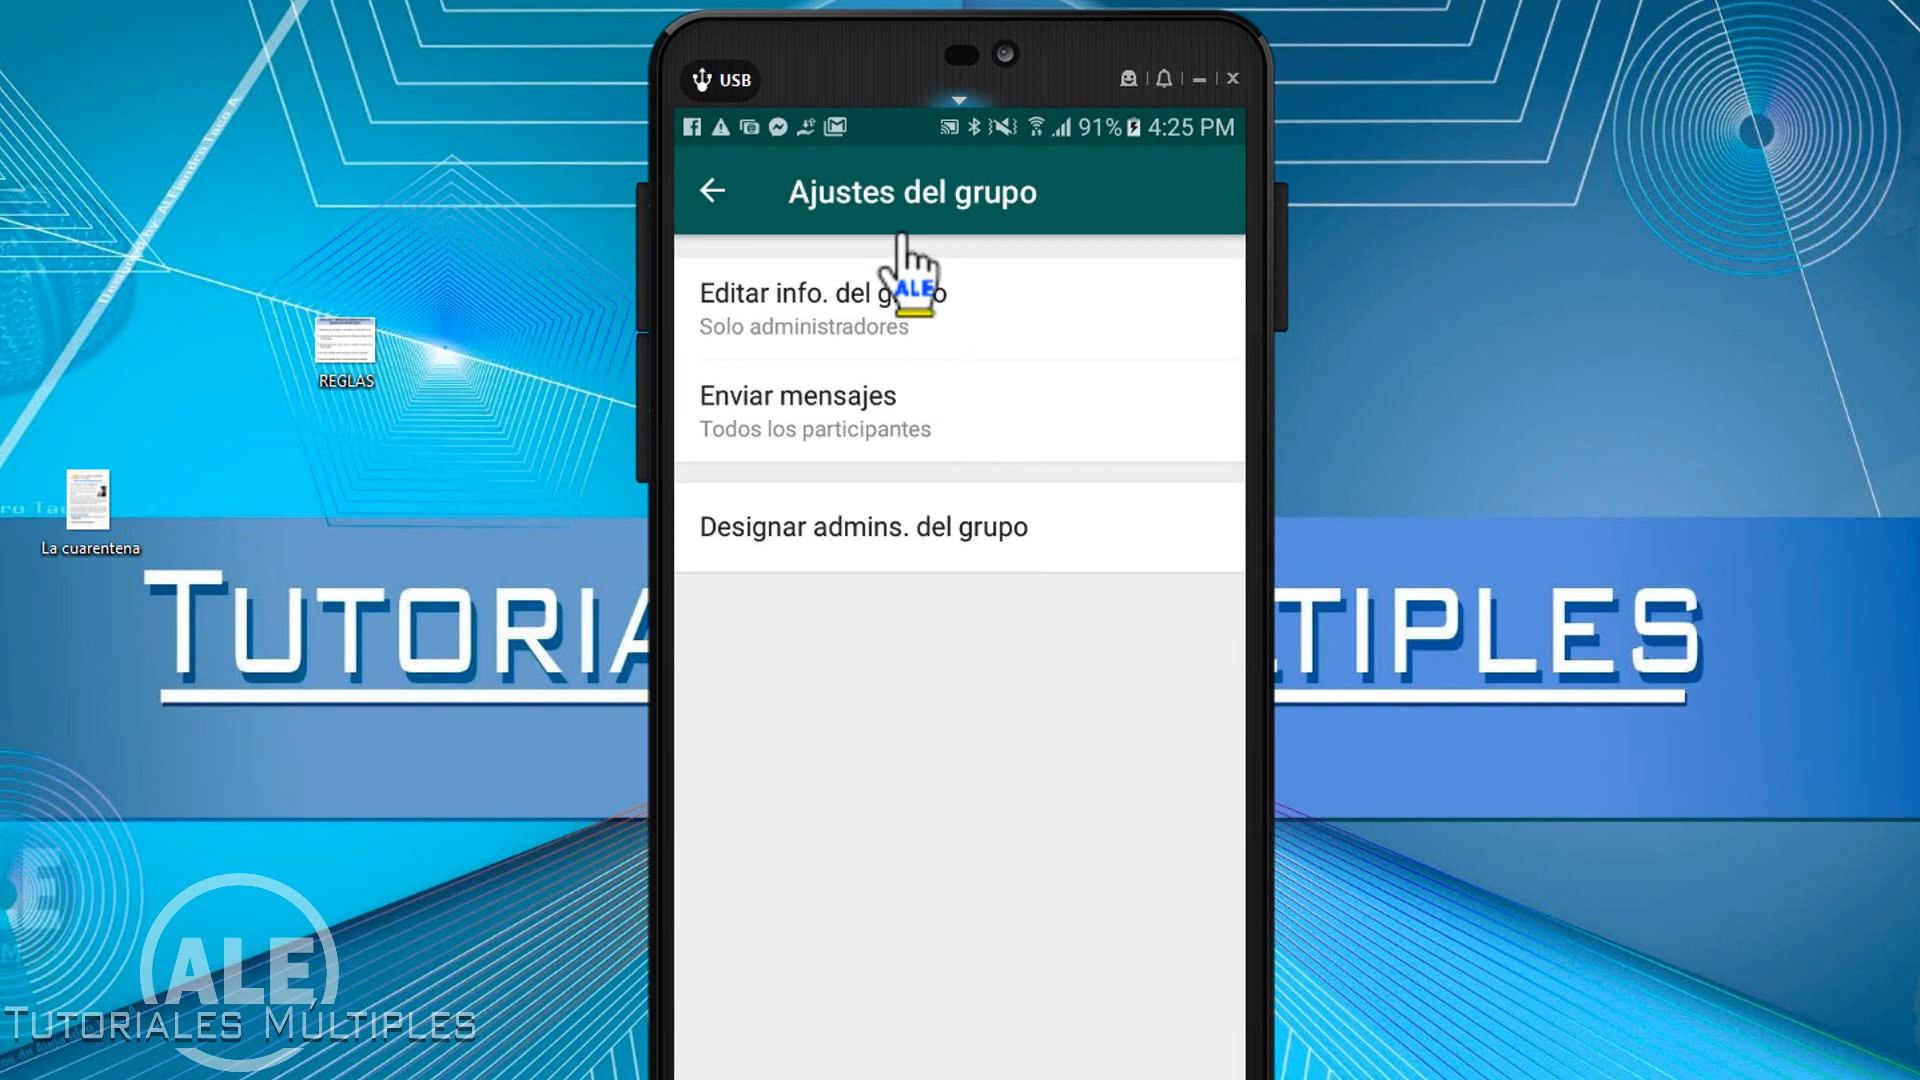 USB
91% 4:25 PM
Ajustes del grupo
Editar info. del g o
ALE
Solo administradores
Enviar mensajes
Todos los participantes
Designar admins. del grupo
REGLAS
La cuarentena
TUTORIA TIPLES
ALE
TUTORIALES MÚLTIPLES